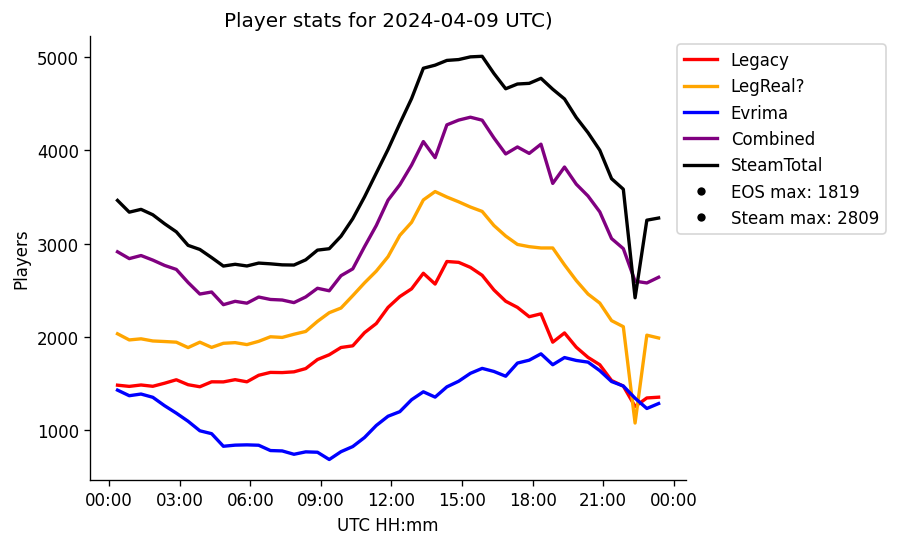 Player stats for 2024-04-09 UTC)
Legacy
LegReal?
Evrima
Combined
SteamTotal
EOS max: 1819
Steam max: 2809
Players
5000
4000
3000
2000
1000
00:00 03:00 06:00 09:00 12:00 15:00 18:00 21:00 00:00
UTC HH:mm